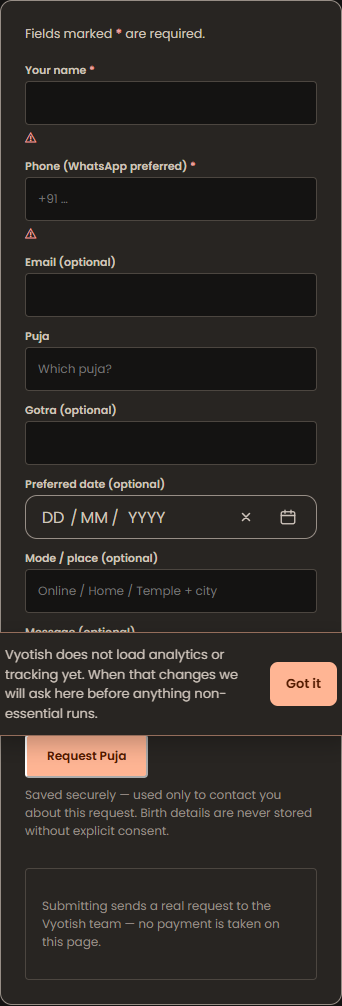 Fields marked * are required.
Your name *
Phone (WhatsApp preferred) *
+91 ...
Email (optional)
Puja
Which puja?
Gotra (optional)
Preferred date (optional)
DD / MM / YYYY
Mode / place (optional)
Online / Home / Temple + city
Message (optional)
Vyotish does not load analytics or
tracking yet. When that changes we
will ask here before anything non-
essential runs.
Got it
Request Puja
Saved securely — used only to contact you
about this request. Birth details are never stored
without explicit consent.
Submitting sends a real request to the
Vyotish team — no payment is taken on
this page.